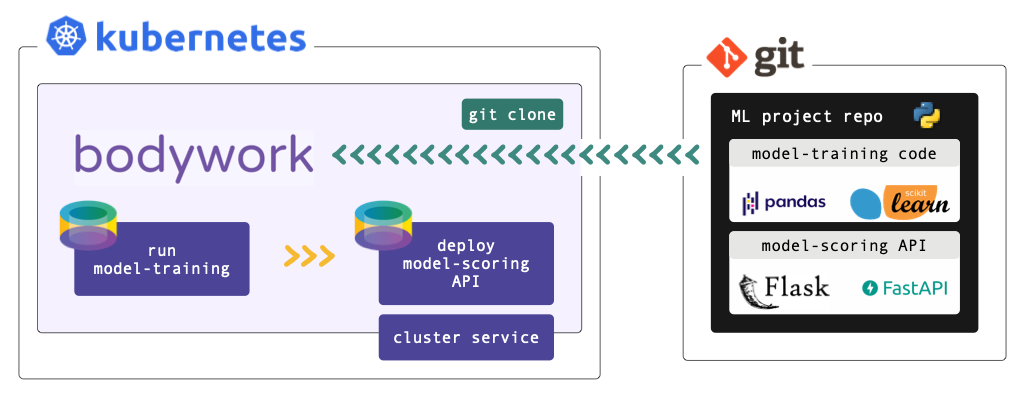 kubernetes
git clone
bodywork
run
model-training
deploy
model-scoring
API
cluster service
git
ML project repo
model-training code
pandas
scikit
learn
model-scoring API
Flask
FastAPI